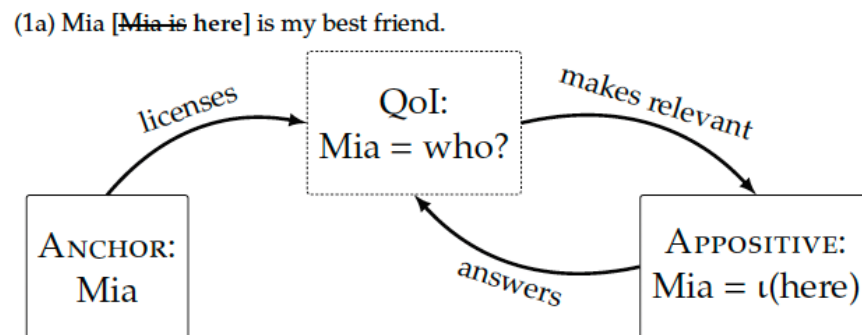 (1a) Mia [~~Mia is~~ here] is my best friend.
licenses
QoI:
Mia = who?
makes relevant
ANCHOR:
Mia
answers
APPOSITIVE:
Mia = ι(here)